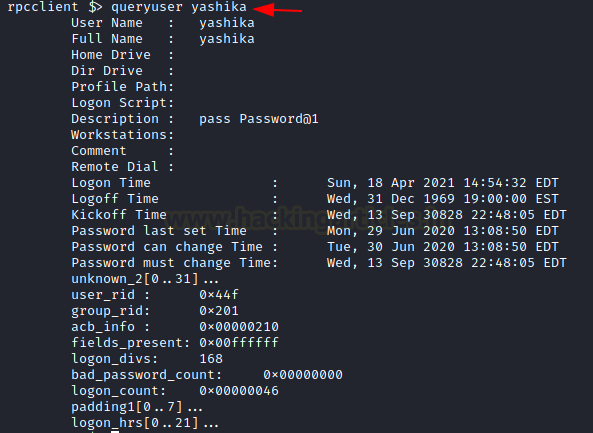 rpcclient $> queryuser yashika
User Name : yashika
Full Name : yashika
Home Drive :
Dir Drive :
Profile Path:
Logon Script:
Description : pass Password@1
Workstations:
Comment :
Remote Dial :
Logon Time : Sun, 18 Apr 2021 14:54:32 EDT
Logoff Time : Wed, 31 Dec 1969 19:00:00 EST
Kickoff Time : Wed, 13 Sep 30828 22:48:05 EDT
Password last set Time : Mon, 29 Jun 2020 13:08:50 EDT
Password can change Time : Tue, 30 Jun 2020 13:08:50 EDT
Password must change Time: Wed, 13 Sep 30828 22:48:05 EDT
unknown_2[0..31]...
user_rid : 0x44f
group_rid: 0x201
acb_info : 0x00000210
fields_present: 0x00ffffff
logon_divs: 168
bad_password_count: 0x00000000
logon_count: 0x00000046
padding1[0..7]...
logon_hrs[0..21]...